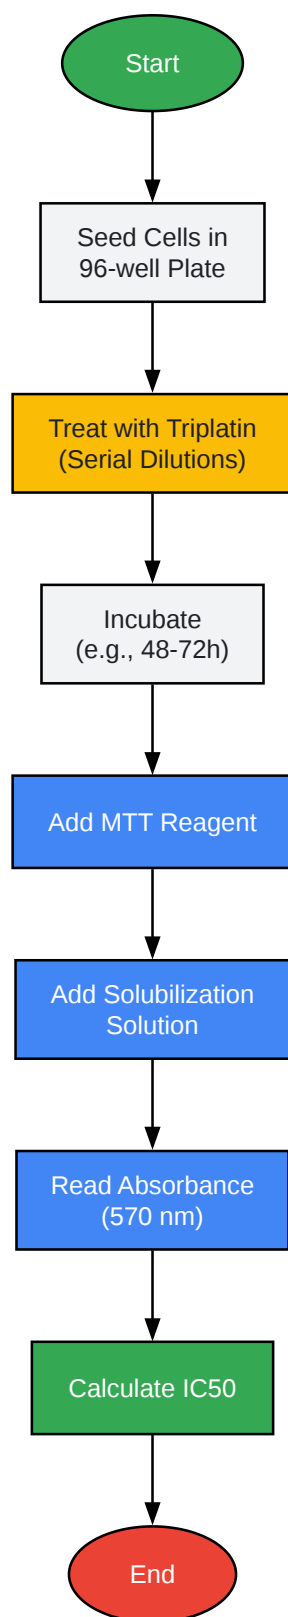 Start
Seed Cells in
96-well Plate
Treat with Triplatin
(Serial Dilutions)
Incubate
(e.g., 48-72h)
Add MTT Reagent
Add Solubilization
Solution
Read Absorbance
(570 nm)
Calculate IC50
End